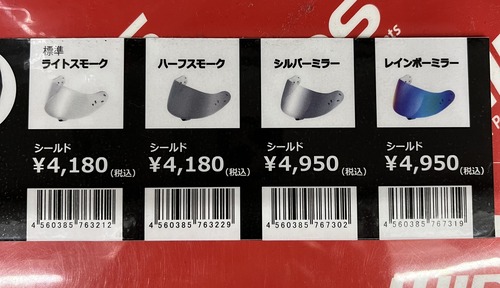 標準
ライトスモーク
シールド
¥4,180(税込)
4 560385 763212
ハーフスモーク
シールド
¥4,180(税込)
4 560385 763229
シルバーミラー
シールド
¥4,950(税込)
4 560385 767302
レインボーミラー
シールド
¥4,950(税込)
4 560385 767319